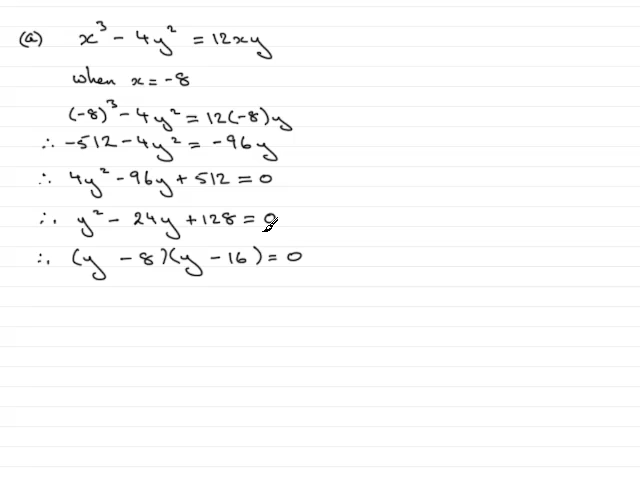 (a) x³ - 4y² = 12xy
when x = -8
(-8)³ - 4y² = 12(-8)y
∴ -512 - 4y² = -96y
∴ 4y² - 96y + 512 = 0
∴ y² - 24y + 128 = 0
∴ (y - 8)(y - 16) = 0